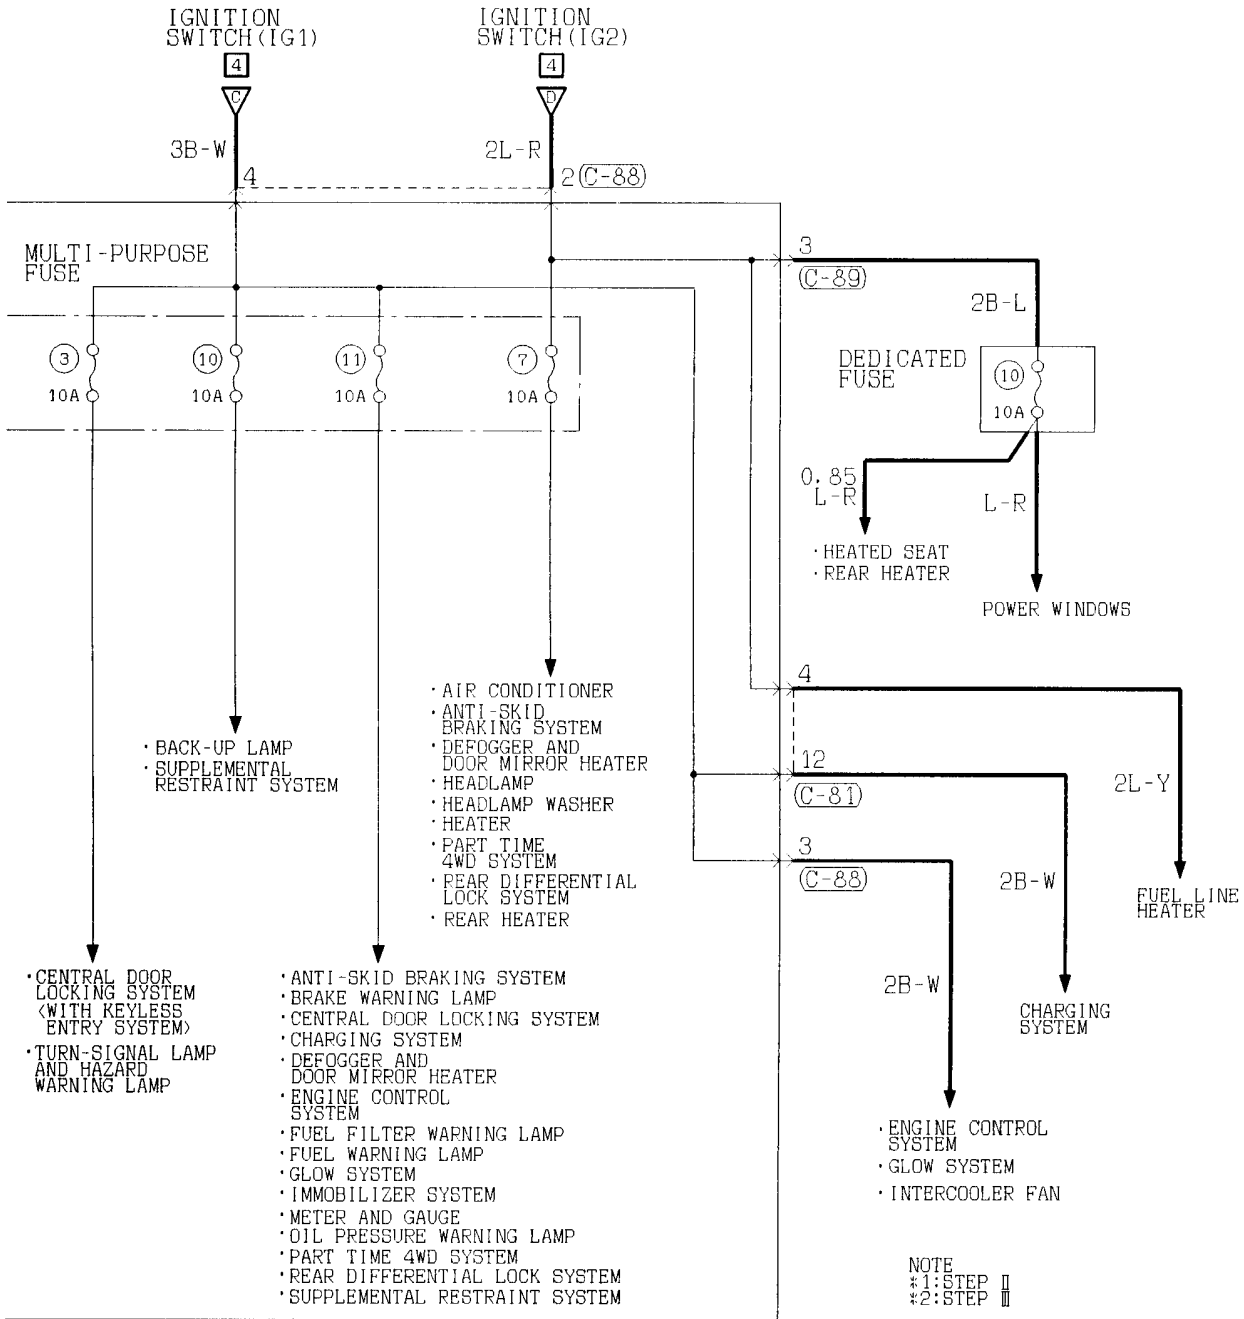 IGNITION
SWITCH(IG1)
4
C
3B-W
4
IGNITION
SWITCH(IG2)
4
D
2L-R
2(C-88)
MULTI-PURPOSE
FUSE
3
10A
10
10A
11
10A
7
10A
3
(C-89)
2B-L
DEDICATED
FUSE
10
10A
0.85
L-R
L-R
·HEATED SEAT
·REAR HEATER
POWER WINDOWS
·BACK-UP LAMP
·SUPPLEMENTAL
RESTRAINT SYSTEM
·AIR CONDITIONER
·ANTI-SKID
BRAKING SYSTEM
·DEFOGGER AND
DOOR MIRROR HEATER
·HEADLAMP
·HEADLAMP WASHER
·HEATER
·PART TIME
4WD SYSTEM
·REAR DIFFERENTIAL
LOCK SYSTEM
·REAR HEATER
4
12
(C-81)
3
(C-88)
2L-Y
2B-W
2B-W
FUEL LINE
HEATER
CHARGING
SYSTEM
·CENTRAL DOOR
LOCKING SYSTEM
<WITH KEYLESS
ENTRY SYSTEM>
·TURN-SIGNAL LAMP
AND HAZARD
WARNING LAMP
·ANTI-SKID BRAKING SYSTEM
·BRAKE WARNING LAMP
·CENTRAL DOOR LOCKING SYSTEM
·CHARGING SYSTEM
·DEFOGGER AND
DOOR MIRROR HEATER
·ENGINE CONTROL
SYSTEM
·FUEL FILTER WARNING LAMP
·FUEL WARNING LAMP
·GLOW SYSTEM
·IMMOBILIZER SYSTEM
·METER AND GAUGE
·OIL PRESSURE WARNING LAMP
·PART TIME 4WD SYSTEM
·REAR DIFFERENTIAL LOCK SYSTEM
·SUPPLEMENTAL RESTRAINT SYSTEM
·ENGINE CONTROL
SYSTEM
·GLOW SYSTEM
·INTERCOOLER FAN
NOTE
*1:STEP Ⅱ
*2:STEP Ⅲ